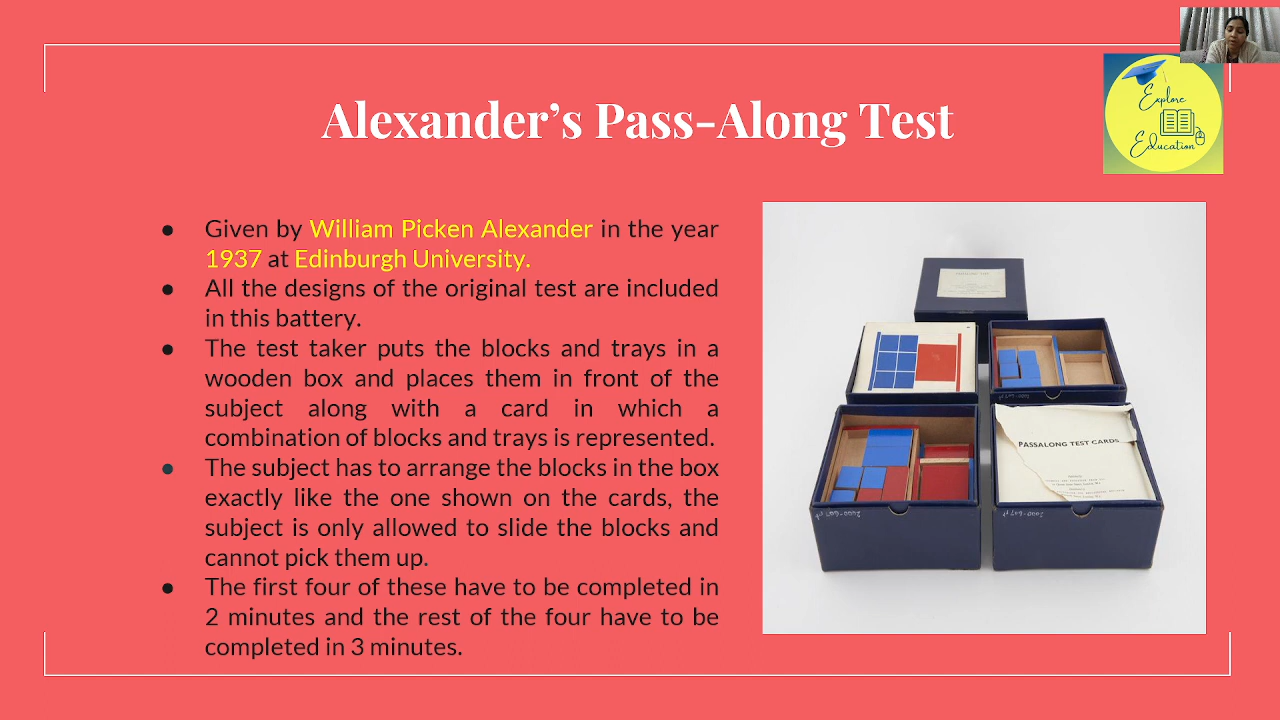 Alexander's Pass-Along Test
Explore
Education
● Given by William Picken Alexander in the year
1937 at Edinburgh University.
● All the designs of the original test are included
in this battery.
● The test taker puts the blocks and trays in a
wooden box and places them in front of the
subject along with a card in which a
combination of blocks and trays is represented.
● The subject has to arrange the blocks in the box
exactly like the one shown on the cards, the
subject is only allowed to slide the blocks and
cannot pick them up.
● The first four of these have to be completed in
2 minutes and the rest of the four have to be
completed in 3 minutes.
PASSALONG TEST CARDS